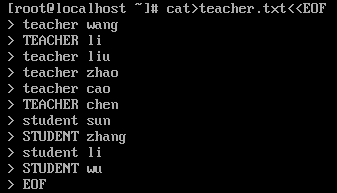 [root@localhost ~]# cat>teacher.txt<<EOF
> teacher wang
> TEACHER li
> teacher liu
> teacher zhao
> teacher cao
> TEACHER chen
> student sun
> STUDENT zhang
> student li
> STUDENT wu
> EOF